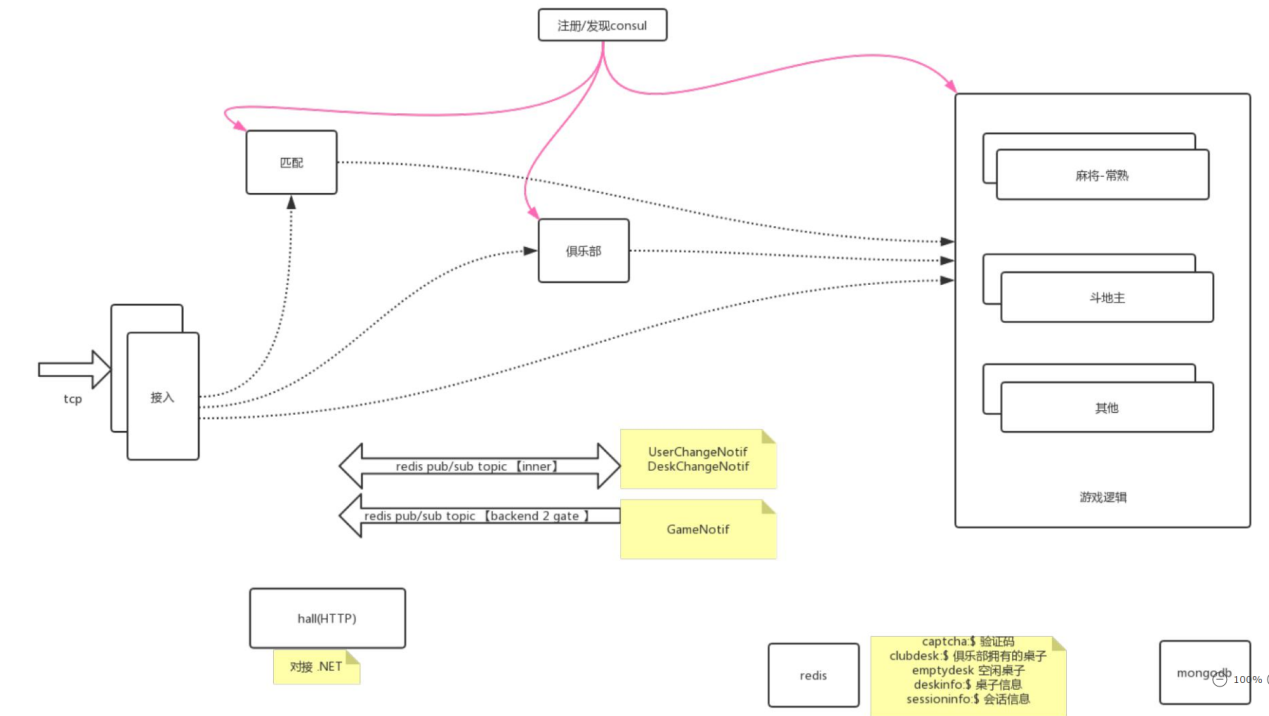 注册/发现consul
匹配
麻将-常熟
俱乐部
斗地主
tcp
接入
其他
redis pub/sub topic 【inner】
UserChangeNotif
DeskChangeNotif
游戏逻辑
redis pub/sub topic 【backend 2 gate 】
GameNotif
hall(HTTP)
对接 .NET
redis
captcha:$ 验证码
clubdesk:$ 俱乐部拥有的桌子
emptydesk 空闲桌子
deskinfo:$ 桌子信息
sessioninfo:$ 会话信息
mongodb
100%